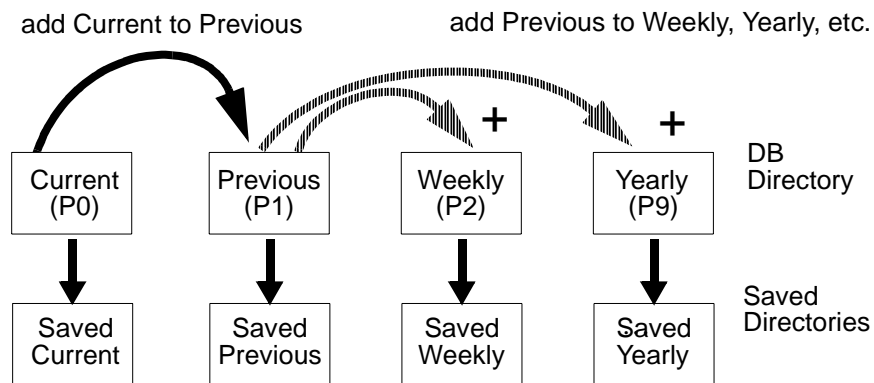 add Current to Previous
add Previous to Weekly, Yearly, etc.
+
+
Current
(P0)
Previous
(P1)
Weekly
(P2)
Yearly
(P9)
DB
Directory
Saved
Current
Saved
Previous
Saved
Weekly
Saved
Yearly
Saved
Directories